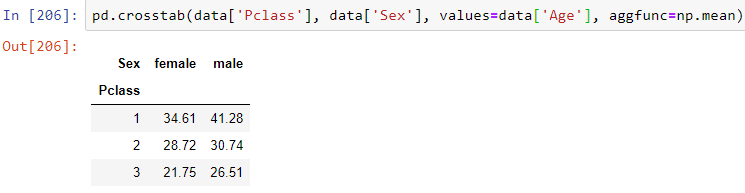 In [206]: pd.crosstab(data['Pclass'], data['Sex'], values=data['Age'], aggfunc=np.mean)
Out[206]:
Sex female male
Pclass
1 34.61 41.28
2 28.72 30.74
3 21.75 26.51